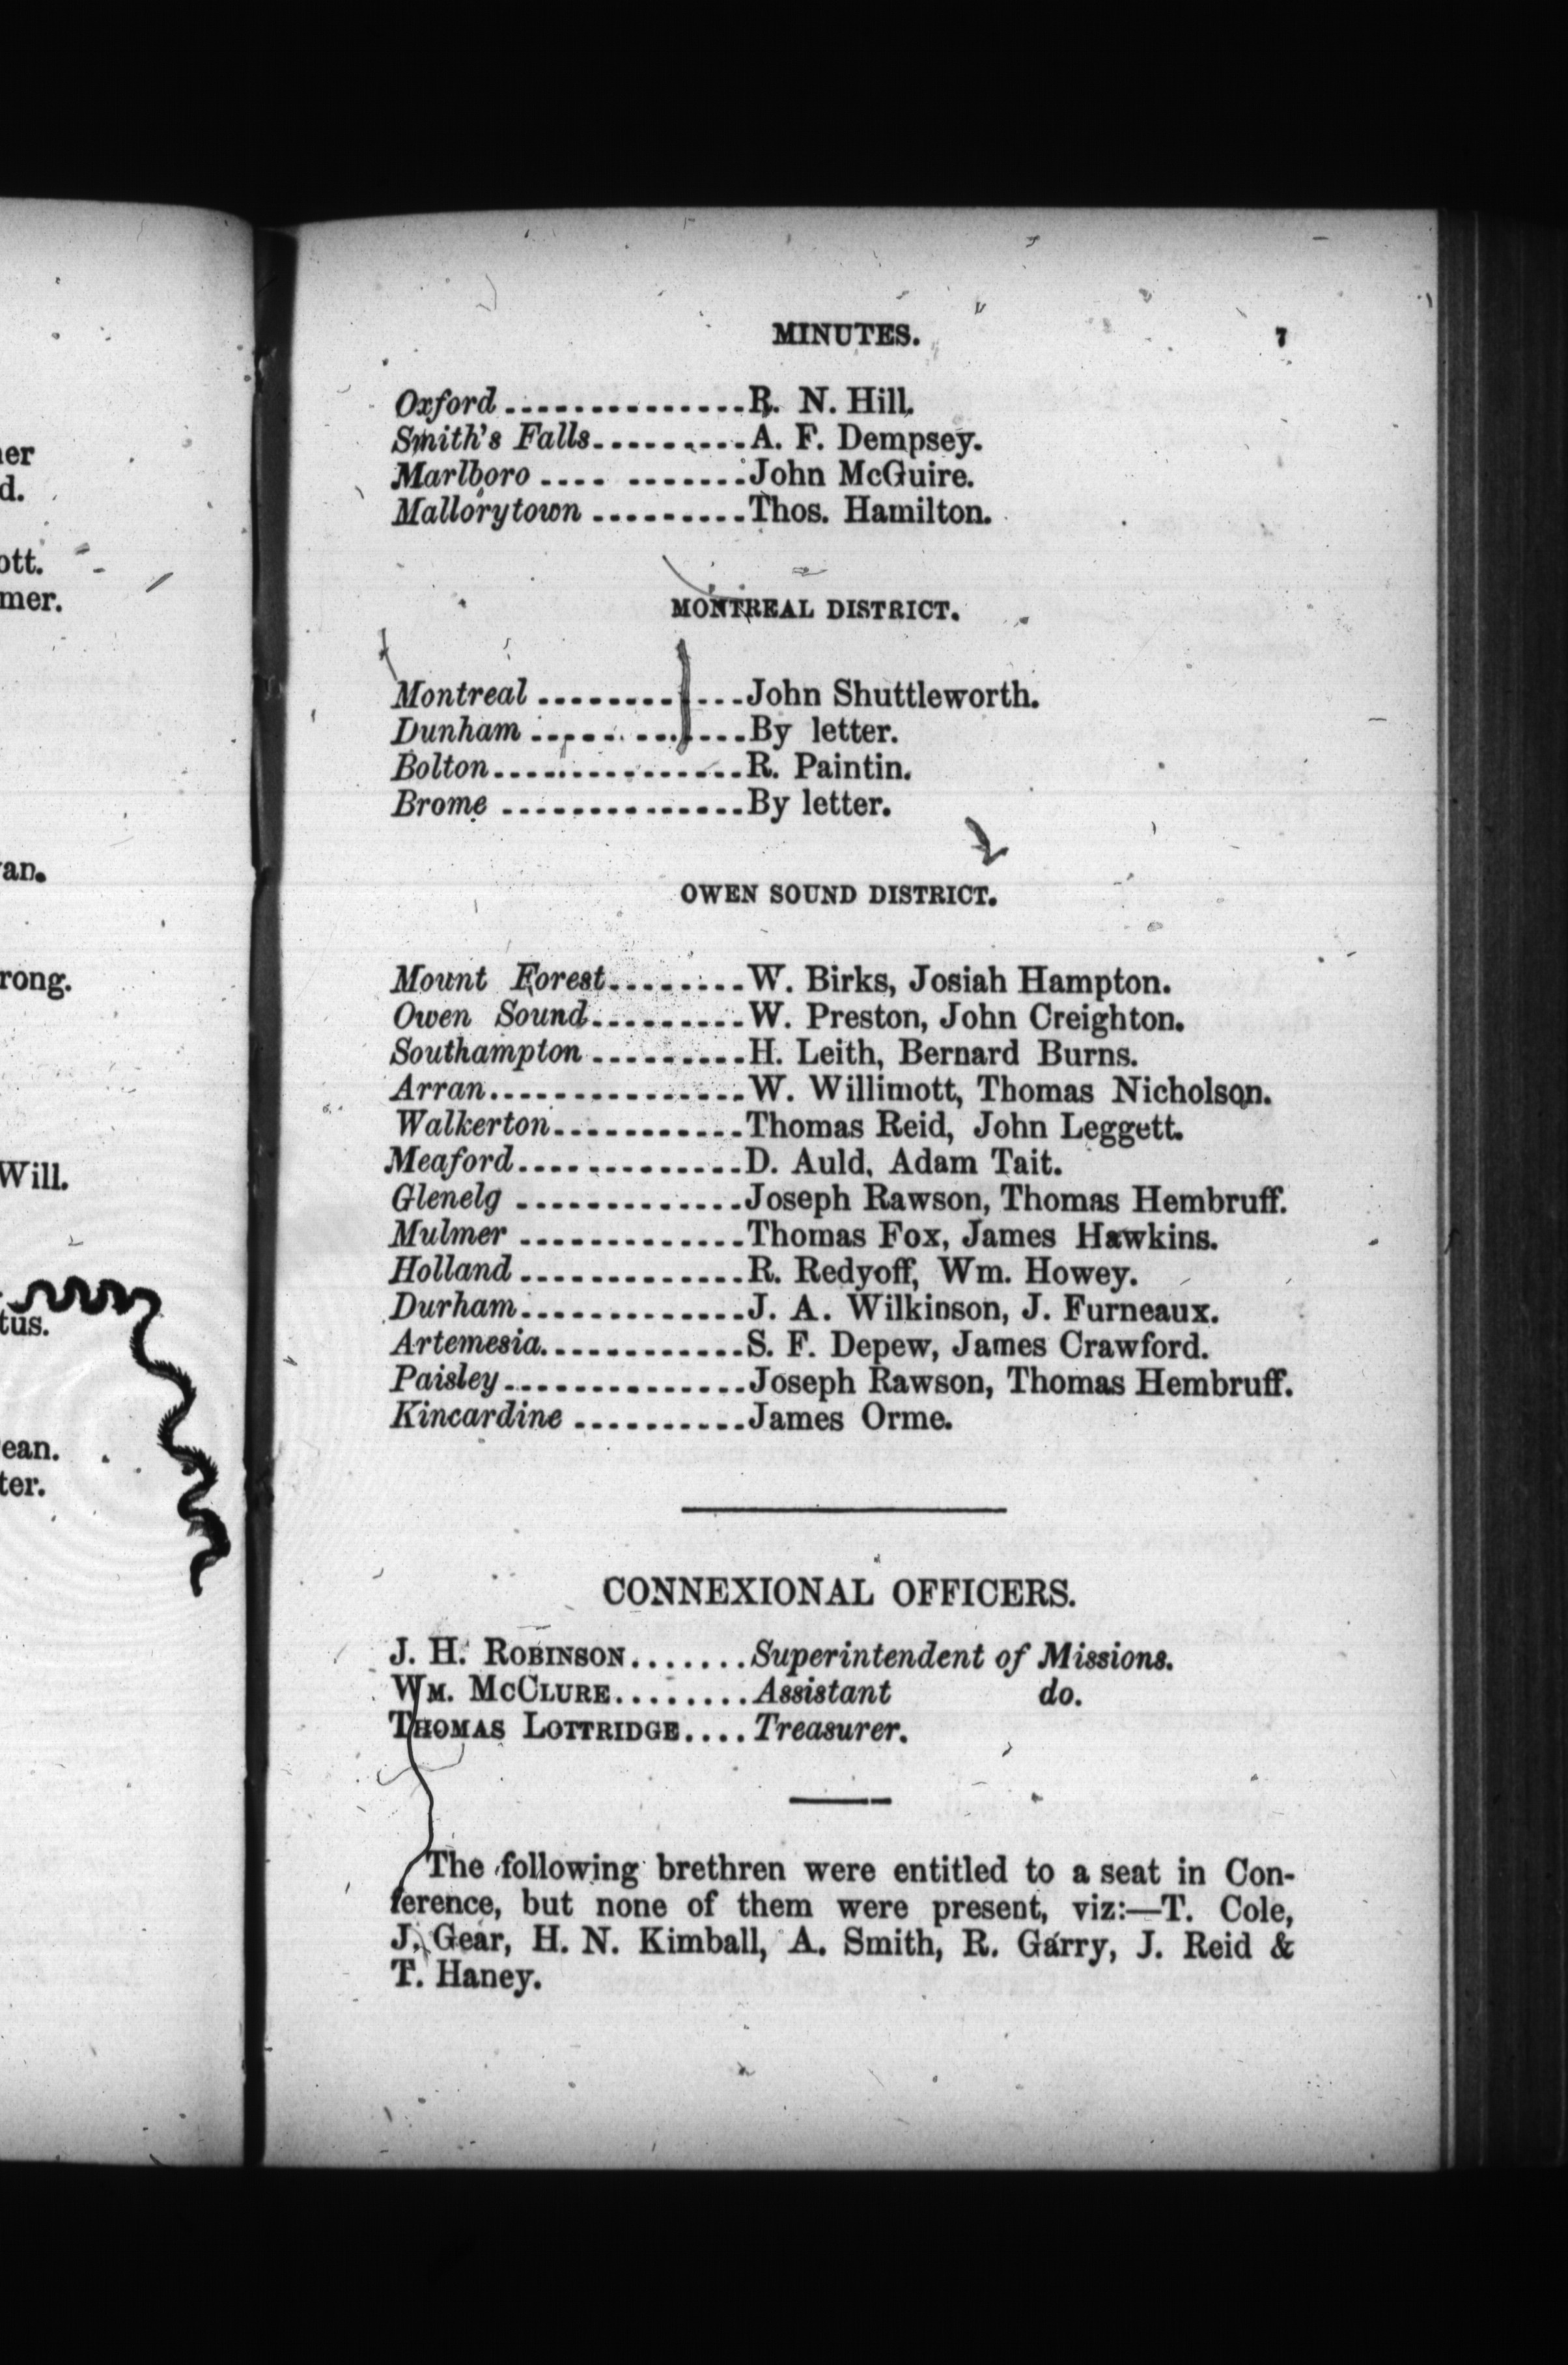 MINUTES. 7
Oxford..............R. N. Hill.
Smith's Falls.........A. F. Dempsey.
Marlboro .... .......John McGuire.
Mallorytown .........Thos. Hamilton.
MONTREAL DISTRICT.
Montreal ............John Shuttleworth.
Dunham .............By letter.
Bolton...............R. Paintin.
Brome ..............By letter.
OWEN SOUND DISTRICT.
Mount Forest........W. Birks, Josiah Hampton.
Owen Sound.........W. Preston, John Creighton.
Southampton .........H. Leith, Bernard Burns.
Arran...............W. Willimott, Thomas Nicholson.
Walkerton...........Thomas Reid, John Leggett.
Meaford.............D. Auld, Adam Tait.
Glenelg .............Joseph Rawson, Thomas Hembruff.
Mulmer .............Thomas Fox, James Hawkins.
Holland.............R. Redyoff, Wm. Howey.
Durham.............J. A. Wilkinson, J. Furneaux.
Artemesia............S. F. Depew, James Crawford.
Paisley..............Joseph Rawson, Thomas Hembruff.
Kincardine ..........James Orme.
CONNEXIONAL OFFICERS.
J. H. ROBINSON.......Superintendent of Missions.
WM. MCCLURE........Assistant do.
THOMAS LOTTRIDGE....Treasurer.
The following brethren were entitled to a seat in Con-
ference, but none of them were present, viz:—T. Cole,
J. Gear, H. N. Kimball, A. Smith, R. Garry, J. Reid &
T. Haney.